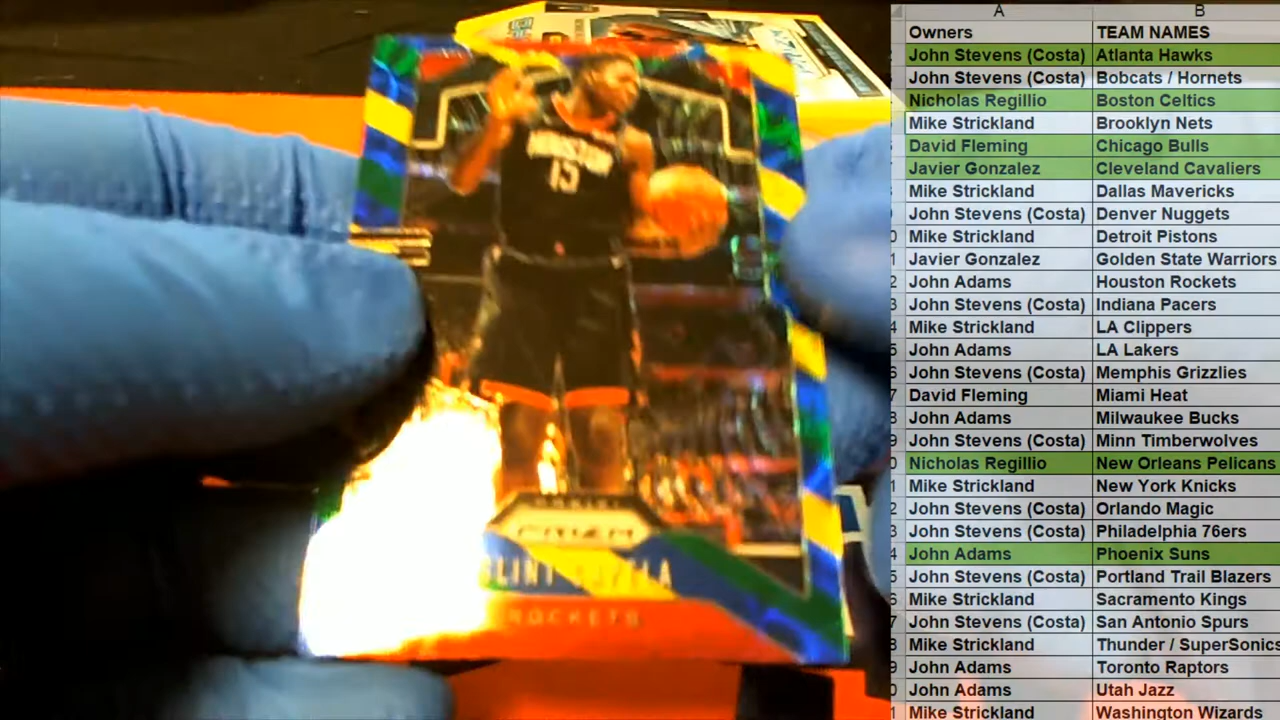 HOUSTON
15
PANINI
PRIZM
CLINT CAPELA
ROCKETS
A B
Owners TEAM NAMES
John Stevens (Costa) Atlanta Hawks
John Stevens (Costa) Bobcats / Hornets
Nicholas Regillio Boston Celtics
Mike Strickland Brooklyn Nets
David Fleming Chicago Bulls
Javier Gonzalez Cleveland Cavaliers
Mike Strickland Dallas Mavericks
John Stevens (Costa) Denver Nuggets
Mike Strickland Detroit Pistons
Javier Gonzalez Golden State Warriors
John Adams Houston Rockets
John Stevens (Costa) Indiana Pacers
Mike Strickland LA Clippers
John Adams LA Lakers
John Stevens (Costa) Memphis Grizzlies
David Fleming Miami Heat
John Adams Milwaukee Bucks
John Stevens (Costa) Minn Timberwolves
Nicholas Regillio New Orleans Pelicans
Mike Strickland New York Knicks
John Stevens (Costa) Orlando Magic
John Stevens (Costa) Philadelphia 76ers
John Adams Phoenix Suns
John Stevens (Costa) Portland Trail Blazers
Mike Strickland Sacramento Kings
John Stevens (Costa) San Antonio Spurs
Mike Strickland Thunder / SuperSonics
John Adams Toronto Raptors
John Adams Utah Jazz
Mike Strickland Washington Wizards